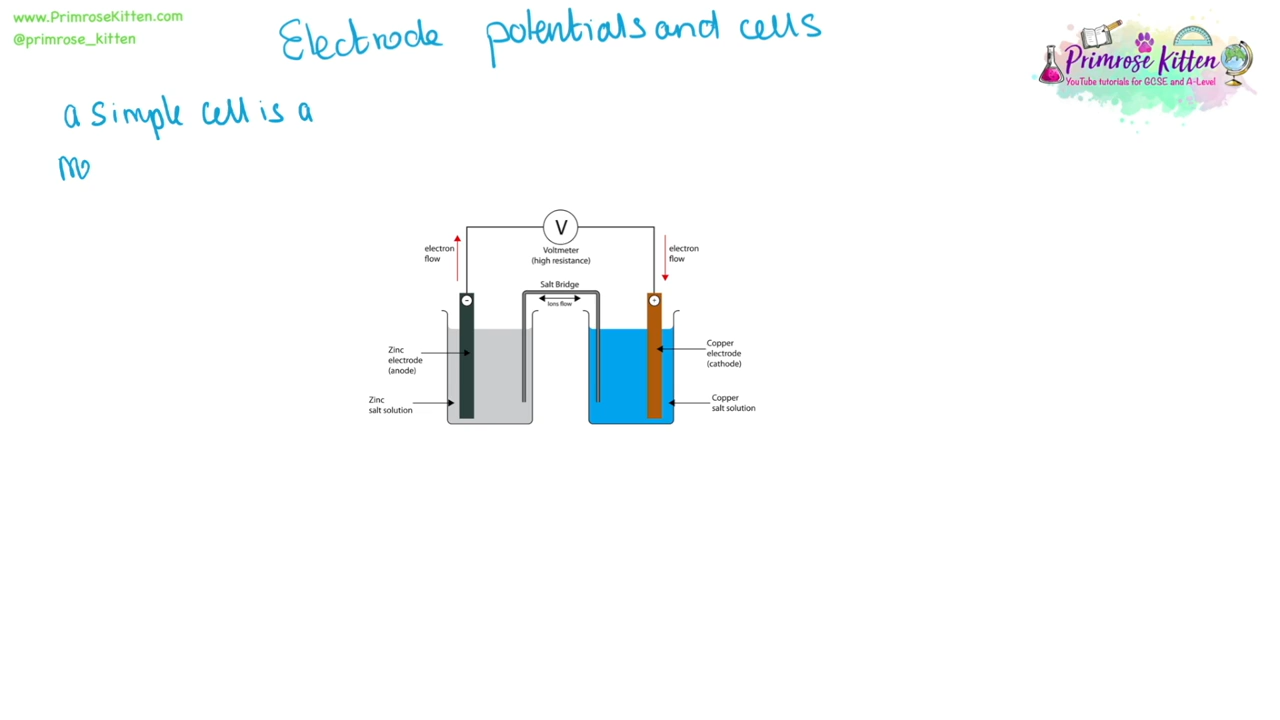 www.PrimroseKitten.com
@primrose_kitten
Electrode potentials and cells
Primrose Kitten
YouTube tutorials for GCSE and A-Level
a simple cell is a
V
electron
flow
Voltmeter
(high resistance)
electron
flow
Salt Bridge
Ions flow
-
+
Zinc
electrode
(anode)
Copper
electrode
(cathode)
Zinc
salt solution
Copper
salt solution